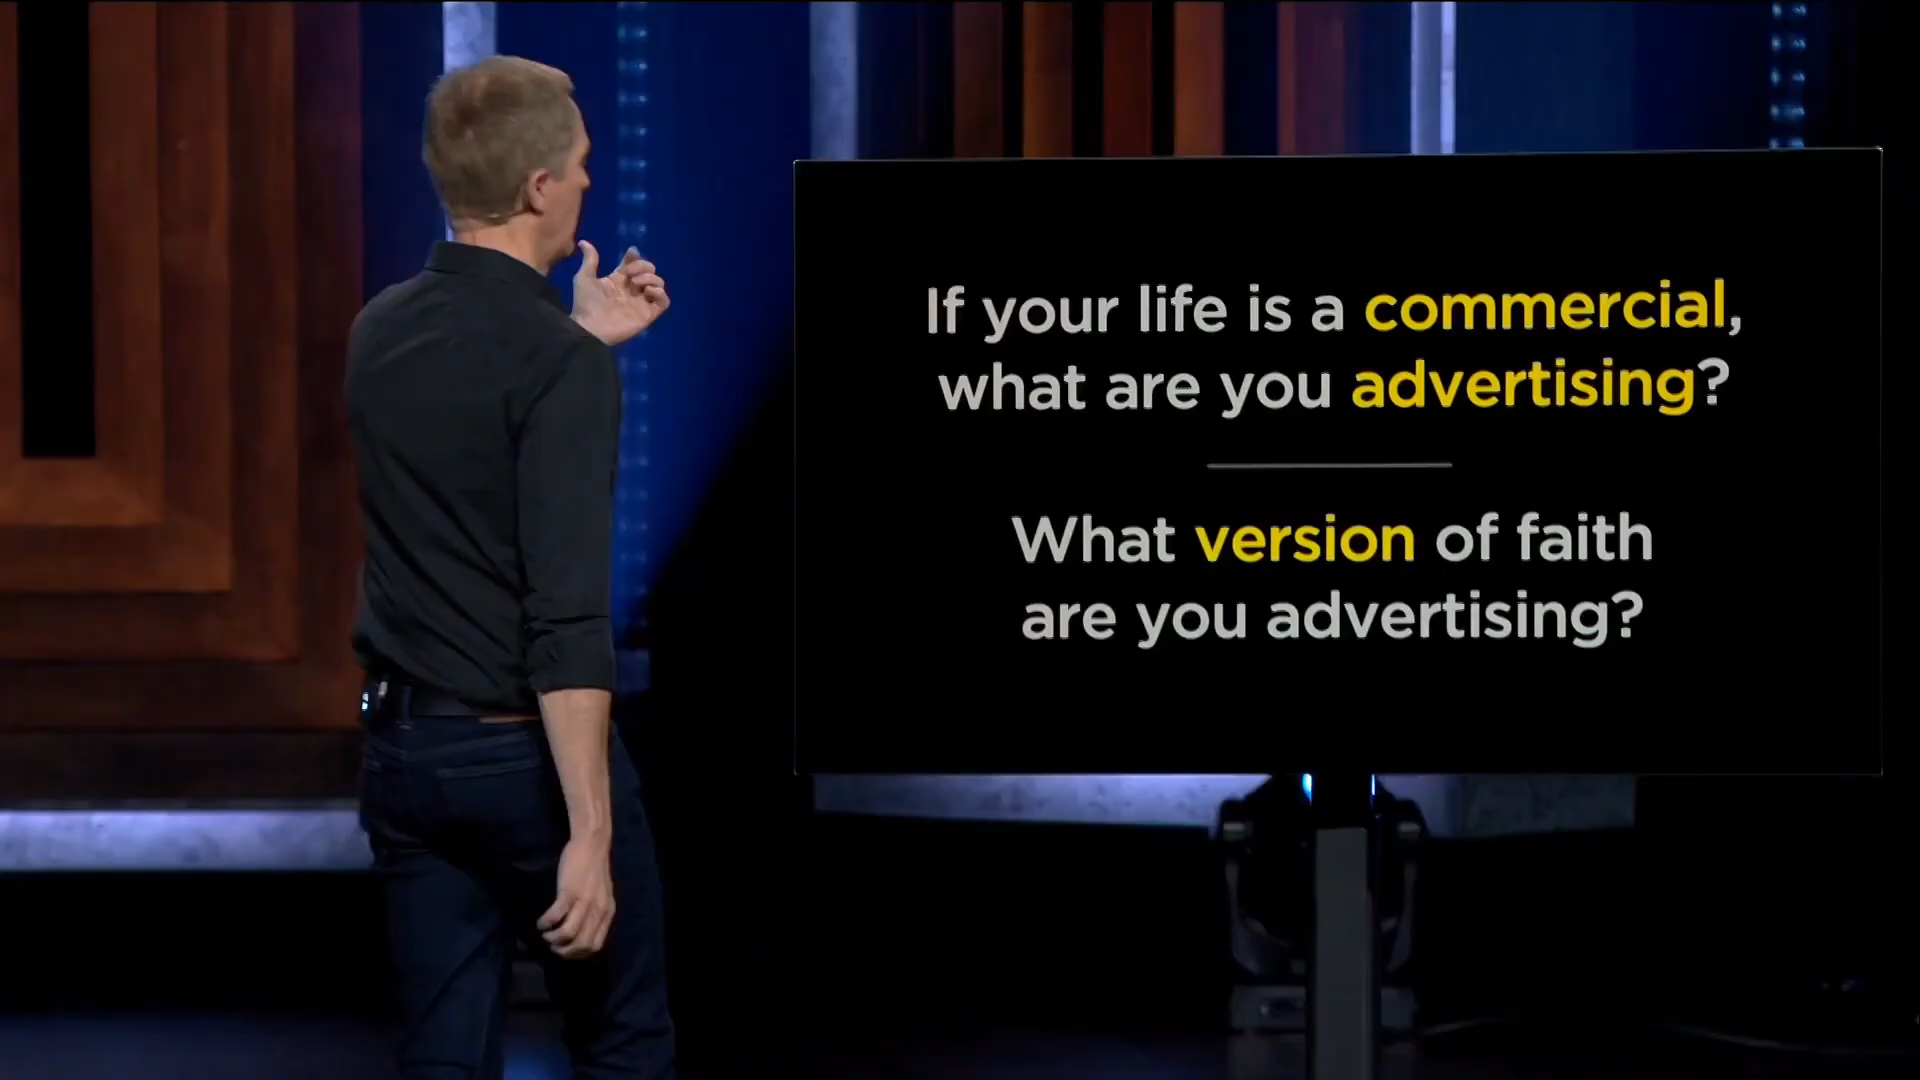 If your life is a commercial,
what are you advertising?
What version of faith
are you advertising?